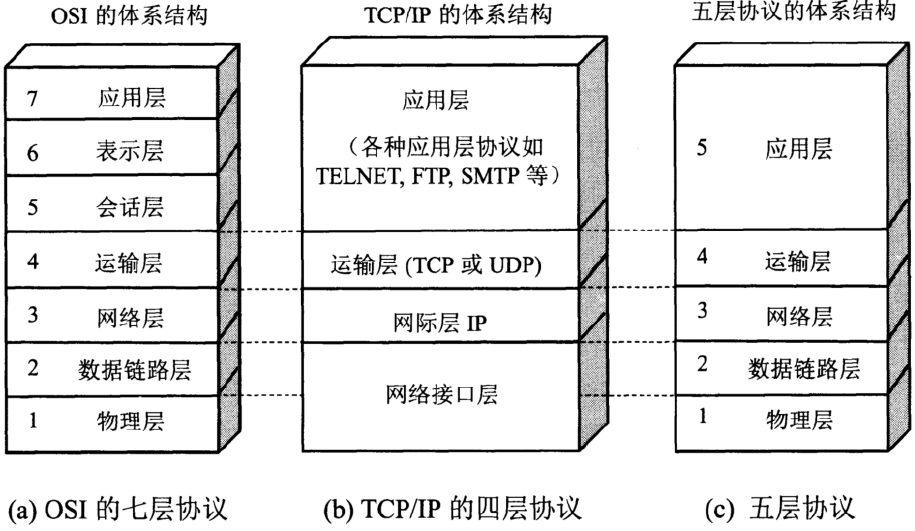 OSI 的体系结构
7 应用层
6 表示层
5 会话层
4 运输层
3 网络层
2 数据链路层
1 物理层
(a) OSI 的七层协议
TCP/IP 的体系结构
应用层
（各种应用层协议如
TELNET, FTP, SMTP 等）
运输层 (TCP 或 UDP)
网际层 IP
网络接口层
(b) TCP/IP 的四层协议
五层协议的体系结构
5 应用层
4 运输层
3 网络层
2 数据链路层
1 物理层
(c) 五层协议